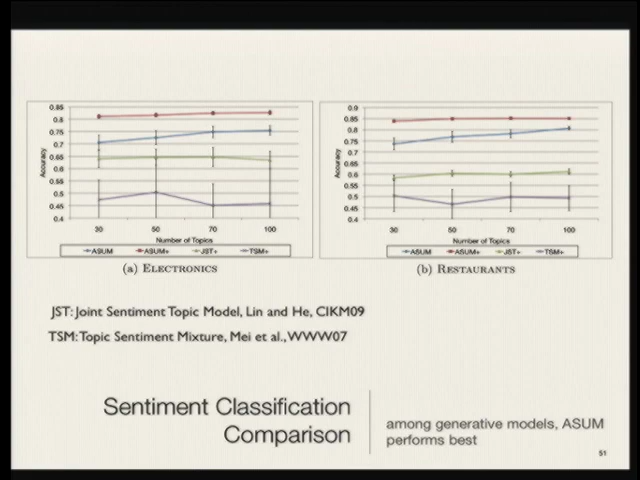 0.85
0.8
0.75
0.7
0.65
0.6
0.55
0.5
0.45
0.4
Accuracy
30 50 70 100
Number of Topics
ASUM ASUM+ JST+ TSM+
(a) ELECTRONICS
0.9
0.85
0.8
0.75
0.7
0.65
0.6
0.55
0.5
0.45
0.4
Accuracy
30 50 70 100
Number of Topics
ASUM ASUM+ JST+ TSM+
(b) RESTAURANTS
JST: Joint Sentiment Topic Model, Lin and He, CIKM09
TSM: Topic Sentiment Mixture, Mei et al., WWW07
Sentiment Classification
Comparison
among generative models, ASUM
performs best
51